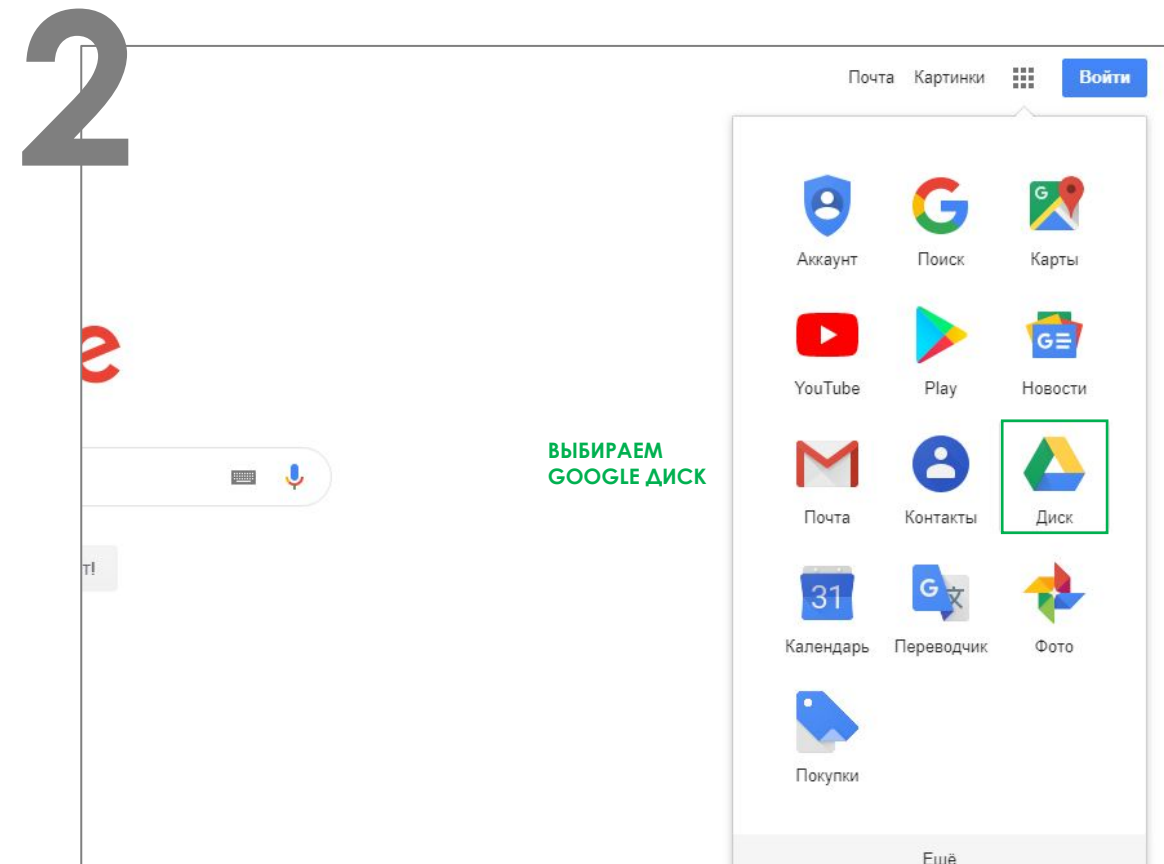 2
Почта Картинки Войти
Аккаунт Поиск Карты
YouTube Play Новости
ВЫБИРАЕМ
GOOGLE ДИСК
Почта Контакты Диск
31
Календарь Переводчик Фото
Покупки
Ещё
e
т!